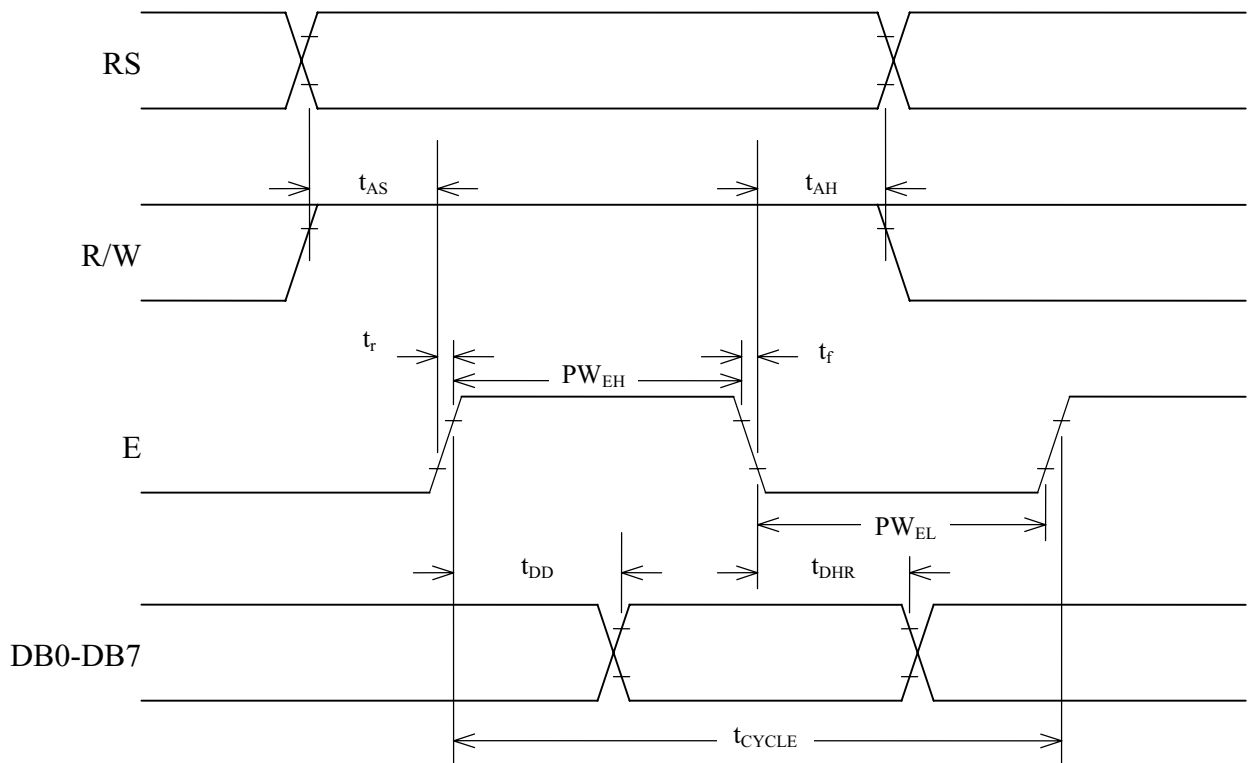 RS
t_AS
t_AH
R/W
t_r
PW_EH
t_f
E
PW_EL
t_DD
t_DHR
DB0-DB7
t_CYCLE